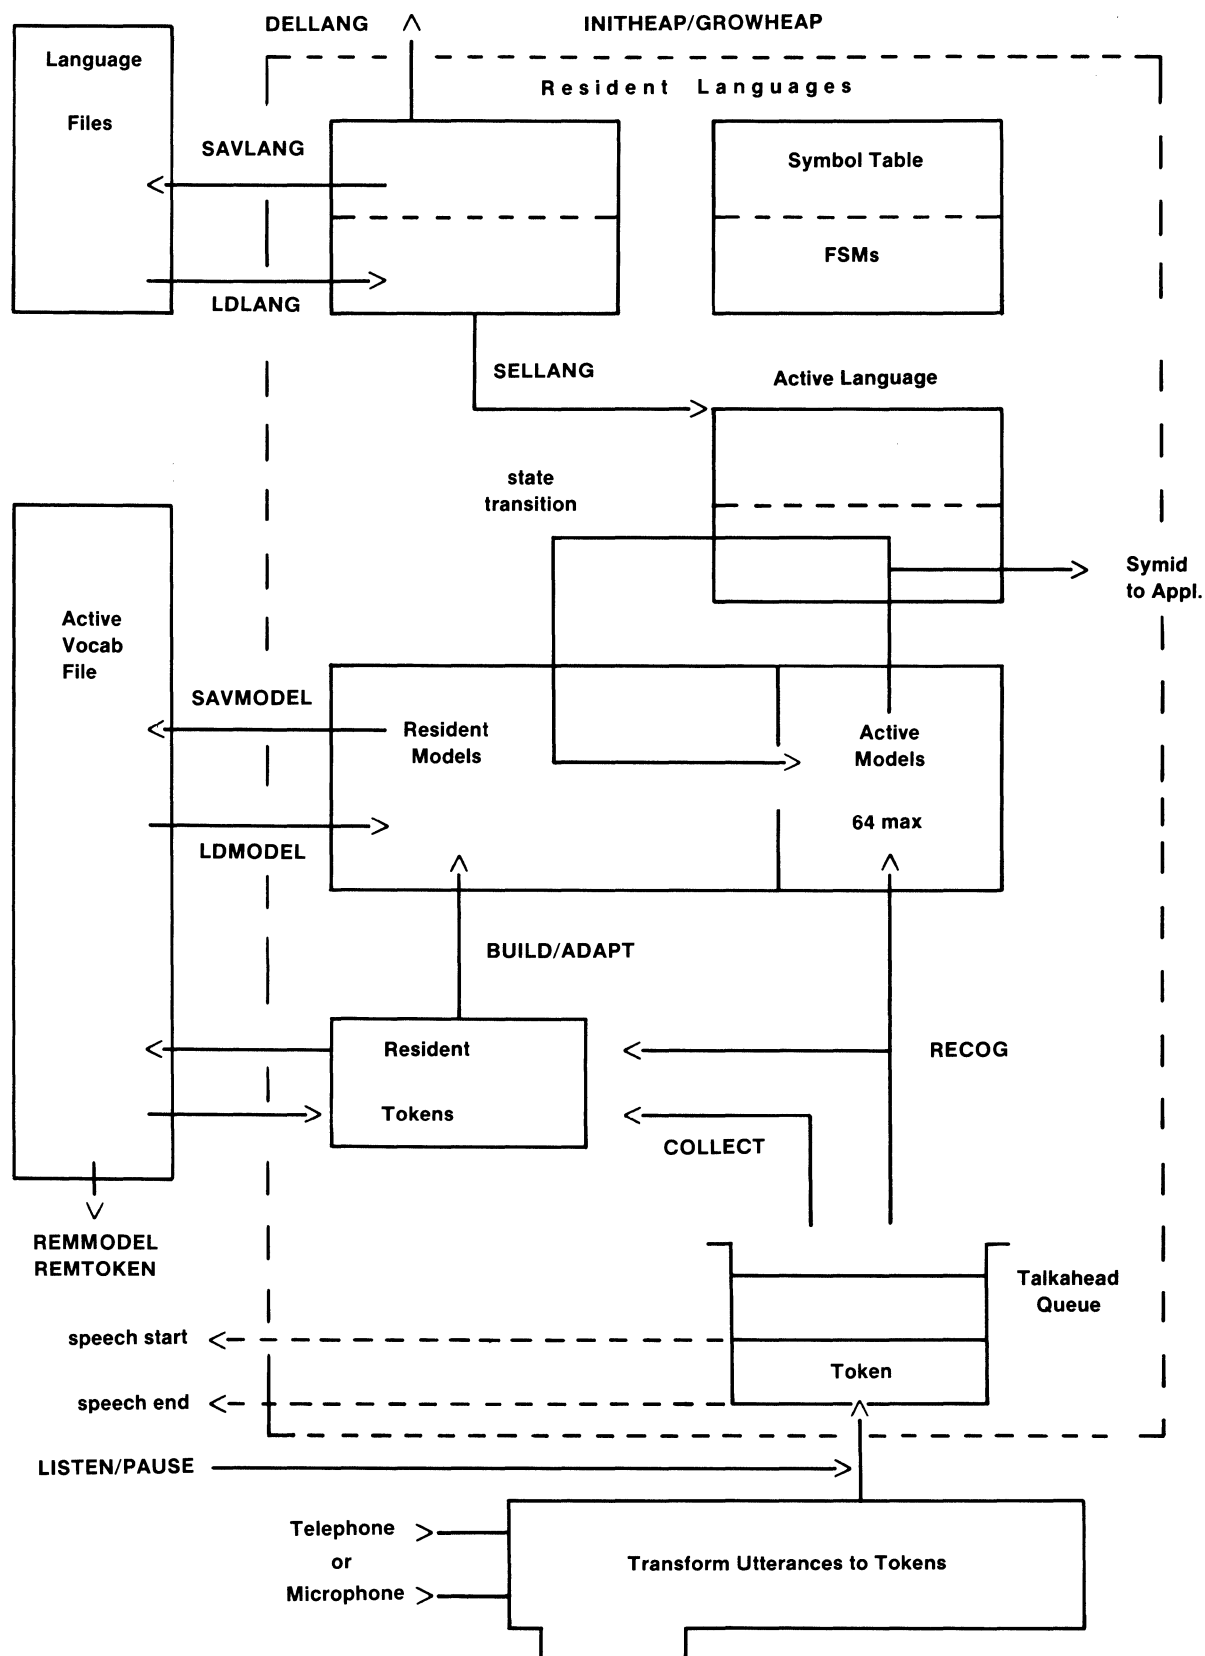 DELLANG
INITHEAP/GROWHEAP
Language
Files
Resident Languages
SAVLANG
Symbol Table
FSMs
LDLANG
SELLANG
Active Language
state
transition
Symid
to Appl.
Active
Vocab
File
SAVMODEL
Resident
Models
Active
Models
64 max
LDMODEL
BUILD/ADAPT
Resident
Tokens
RECOG
COLLECT
REMMODEL
REMTOKEN
Talkahead
Queue
speech start
Token
speech end
LISTEN/PAUSE
Telephone
or
Microphone
Transform Utterances to Tokens